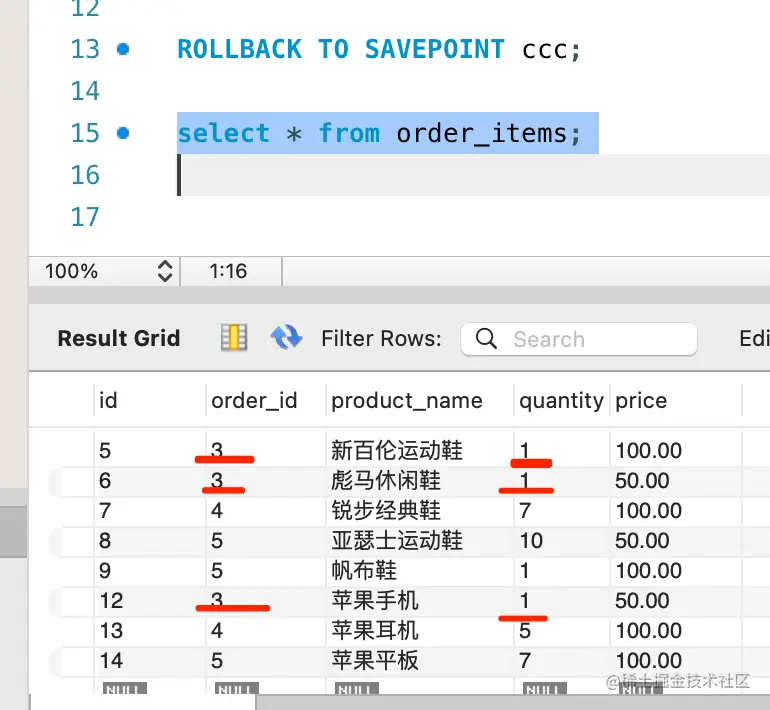 12
13 ROLLBACK TO SAVEPOINT ccc;
14
15 select * from order_items;
16
17
100% 1:16
Result Grid Filter Rows: Search Edi
id order_id product_name quantity price
5 3 新百伦运动鞋 1 100.00
6 3 彪马休闲鞋 1 50.00
7 4 锐步经典鞋 7 100.00
8 5 亚瑟士运动鞋 10 50.00
9 5 帆布鞋 1 100.00
12 3 苹果手机 1 50.00
13 4 苹果耳机 5 100.00
14 5 苹果平板 7 100.00
NULL NULL NULL NULL NULL
@稀土掘金技术社区